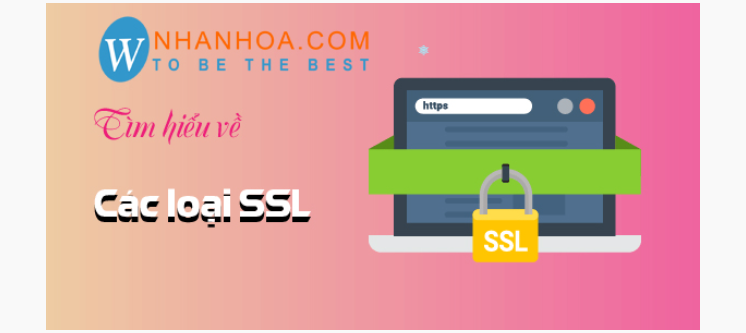 W NHANHOA.COM
TO BE THE BEST
Tìm hiểu về
Các loại SSL
https
SSL